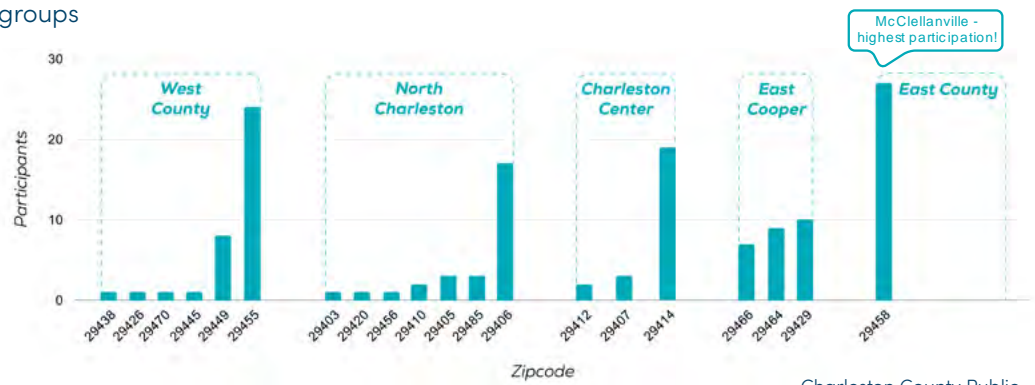 groups
McClellanville -
highest participation!
30
20
10
0
Participants
West
County
North
Charleston
Charleston
Center
East
Cooper
East County
29438
29426
29470
29445
29449
29455
29403
29420
29456
29410
29405
29485
29406
29412
29407
29414
29466
29464
29429
29458
Zipcode
Charleston County Public